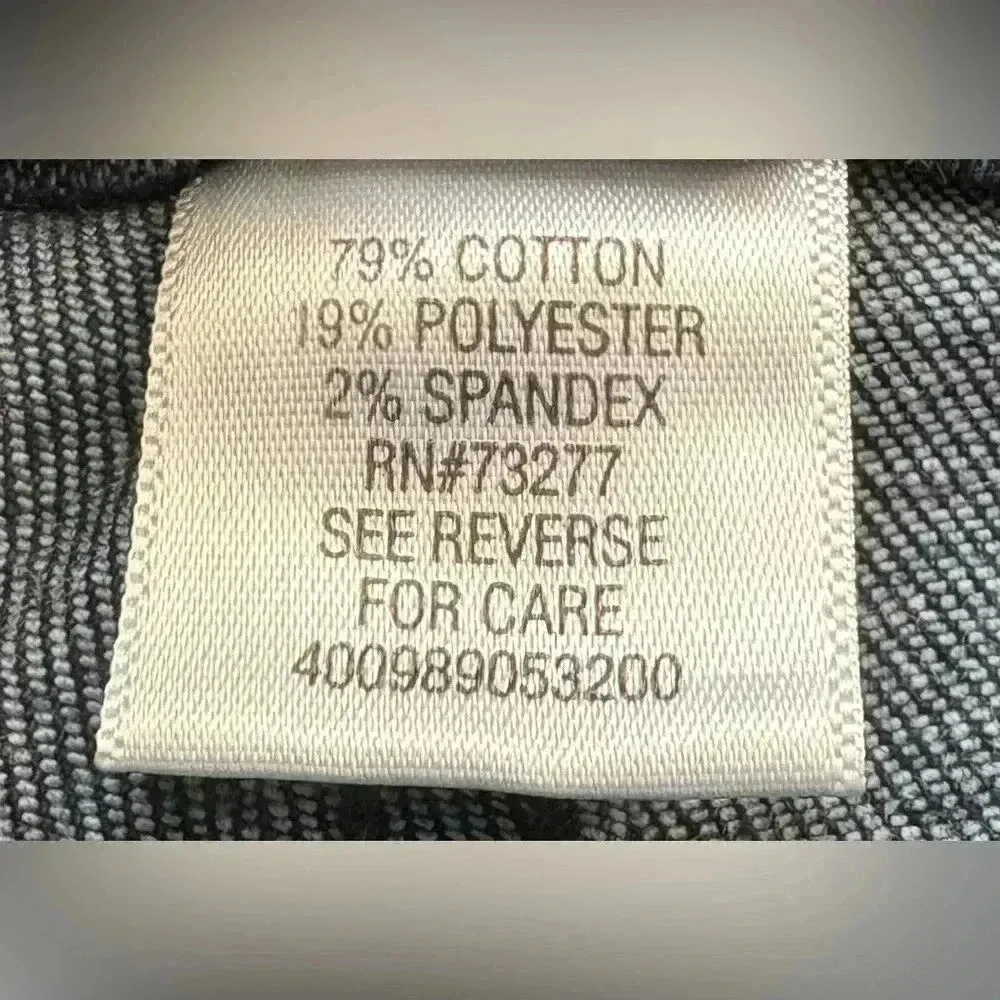 79% COTTON
19% POLYESTER
2% SPANDEX
RN#73277
SEE REVERSE
FOR CARE
400989053200